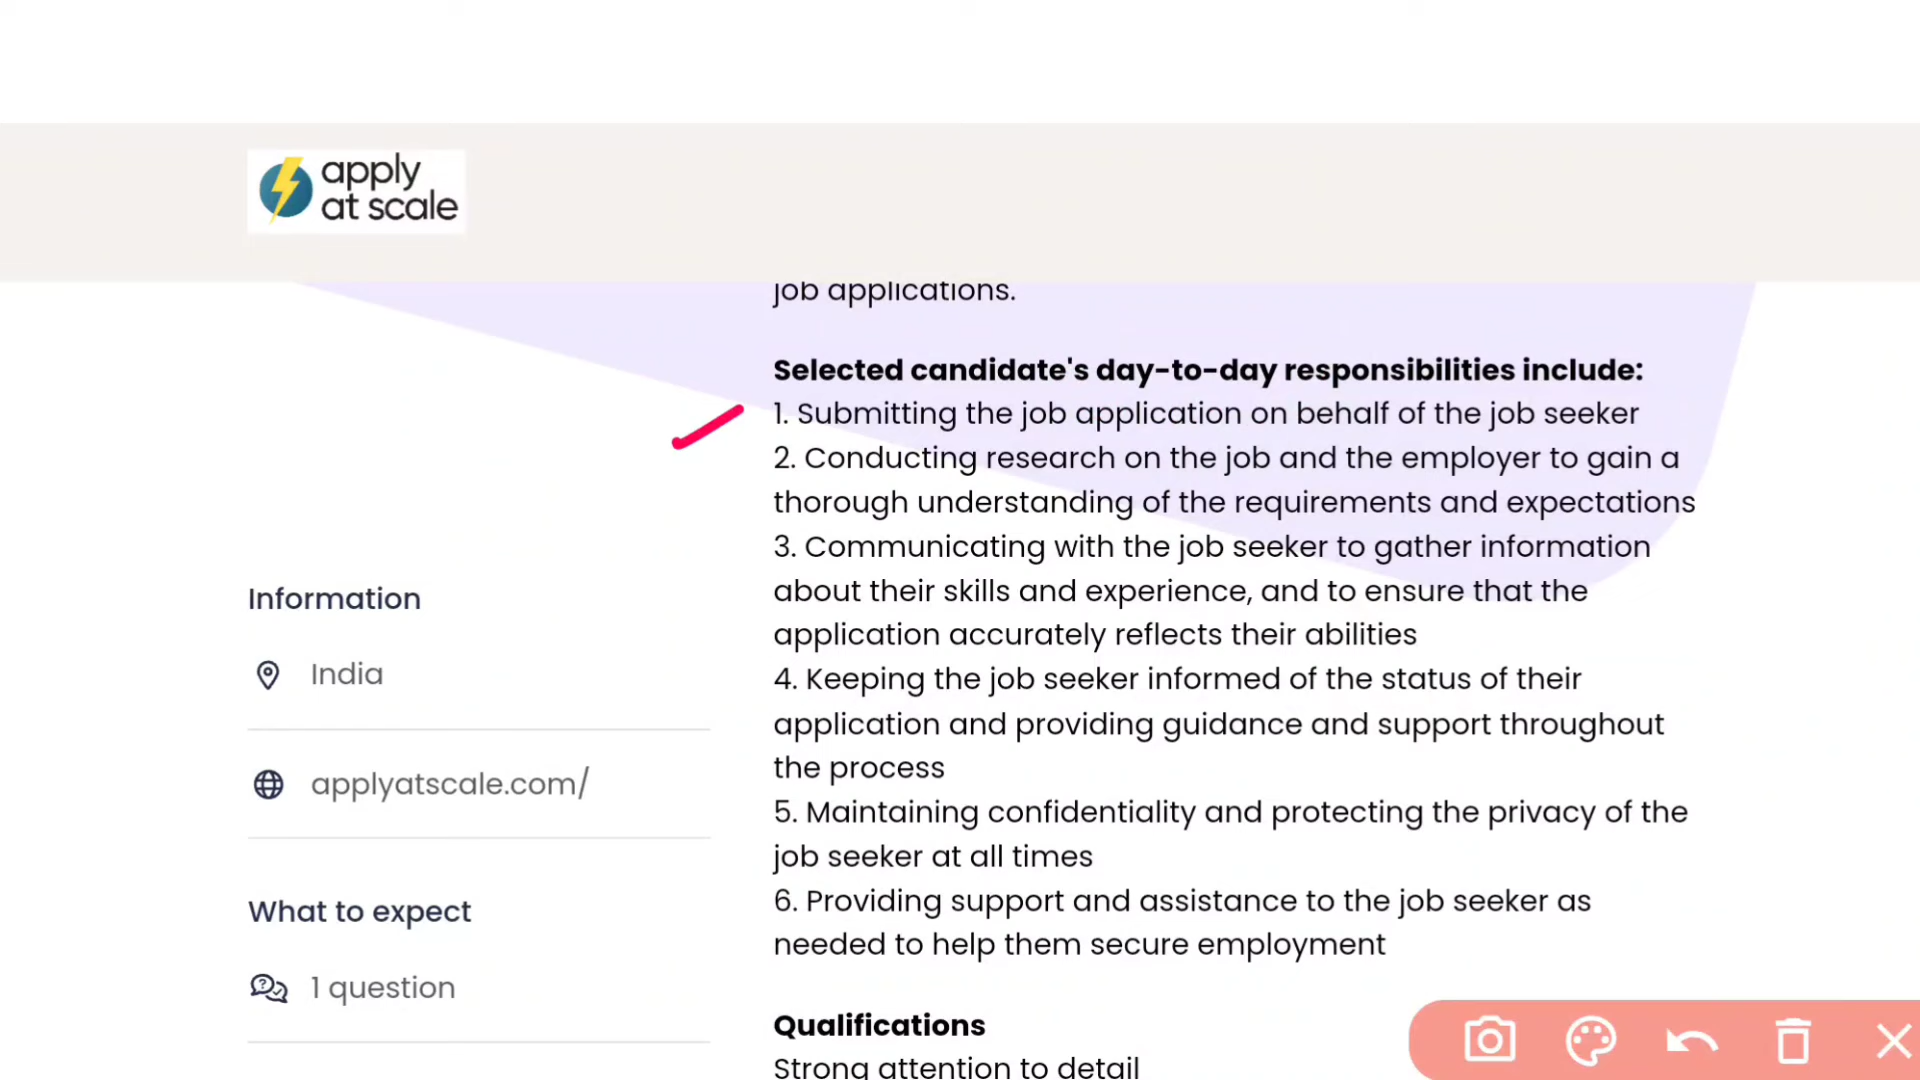 apply
at scale
job applications.
Selected candidate's day-to-day responsibilities include:
1. Submitting the job application on behalf of the job seeker
2. Conducting research on the job and the employer to gain a
thorough understanding of the requirements and expectations
3. Communicating with the job seeker to gather information
about their skills and experience, and to ensure that the
application accurately reflects their abilities
4. Keeping the job seeker informed of the status of their
application and providing guidance and support throughout
the process
5. Maintaining confidentiality and protecting the privacy of the
job seeker at all times
6. Providing support and assistance to the job seeker as
needed to help them secure employment
Qualifications
Strong attention to detail
Information
India
applyatscale.com/
What to expect
1 question